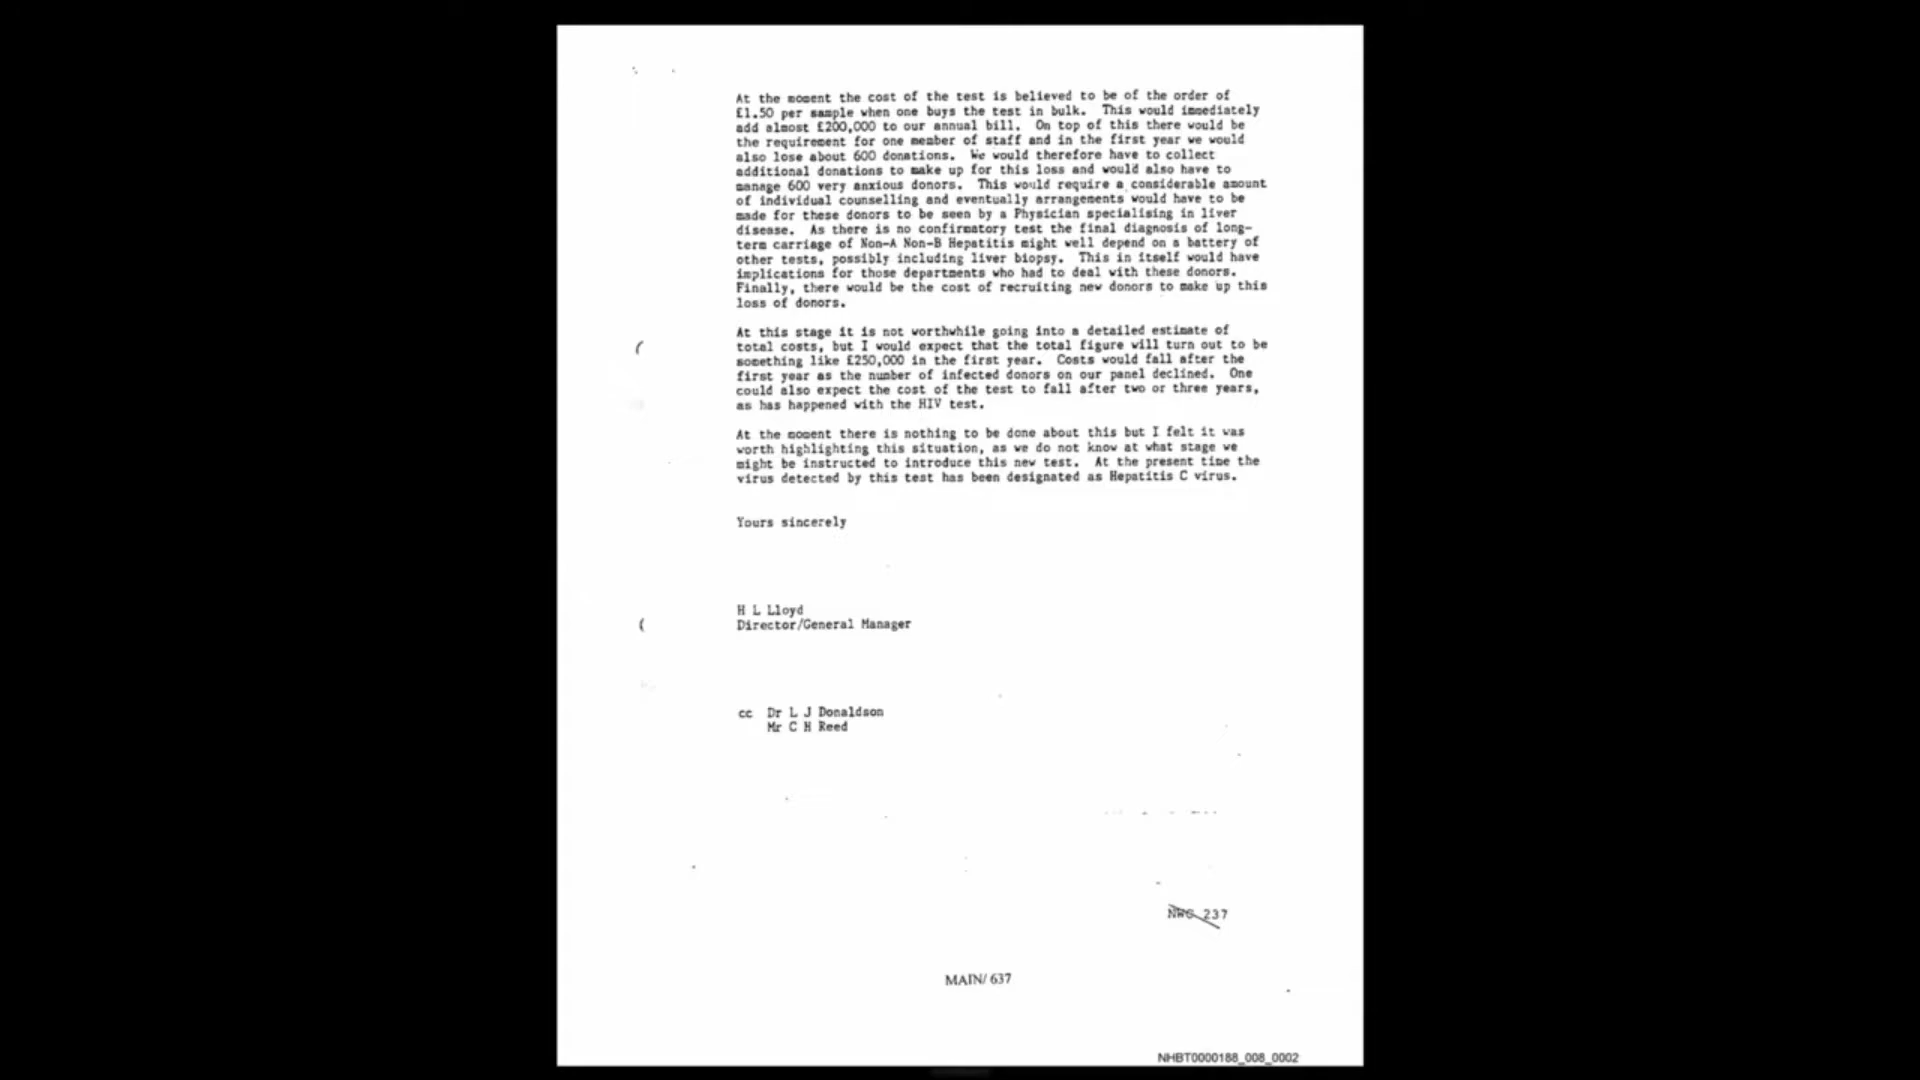 At the moment the cost of the test is believed to be of the order of
£1.50 per sample when one buys the test in bulk. This would immediately
add almost £200,000 to our annual bill. On top of this there would be
the requirement for one member of staff and in the first year we would
also lose about 600 donations. We would therefore have to collect
additional donations to make up for this loss and would also have to
manage 600 very anxious donors. This would require a considerable amount
of individual counselling and eventually arrangements would have to be
made for these donors to be seen by a Physician specialising in liver
disease. As there is no confirmatory test the final diagnosis of long-
term carriage of Non-A Non-B Hepatitis might well depend on a battery of
other tests, possibly including liver biopsy. This in itself would have
implications for those departments who had to deal with these donors.
Finally, there would be the cost of recruiting new donors to make up this
loss of donors.
At this stage it is not worthwhile going into a detailed estimate of
total costs, but I would expect that the total figure will turn out to be
something like £250,000 in the first year. Costs would fall after the
first year as the number of infected donors on our panel declined. One
could also expect the cost of the test to fall after two or three years,
as has happened with the HIV test.
At the moment there is nothing to be done about this but I felt it was
worth highlighting this situation, as we do not know at what stage we
might be instructed to introduce this new test. At the present time the
virus detected by this test has been designated as Hepatitis C virus.
Yours sincerely
H L Lloyd
Director/General Manager
cc Dr L J Donaldson
Mr C H Reed
NWC 237
MAIN/ 637
NHBT0000188_008_0002